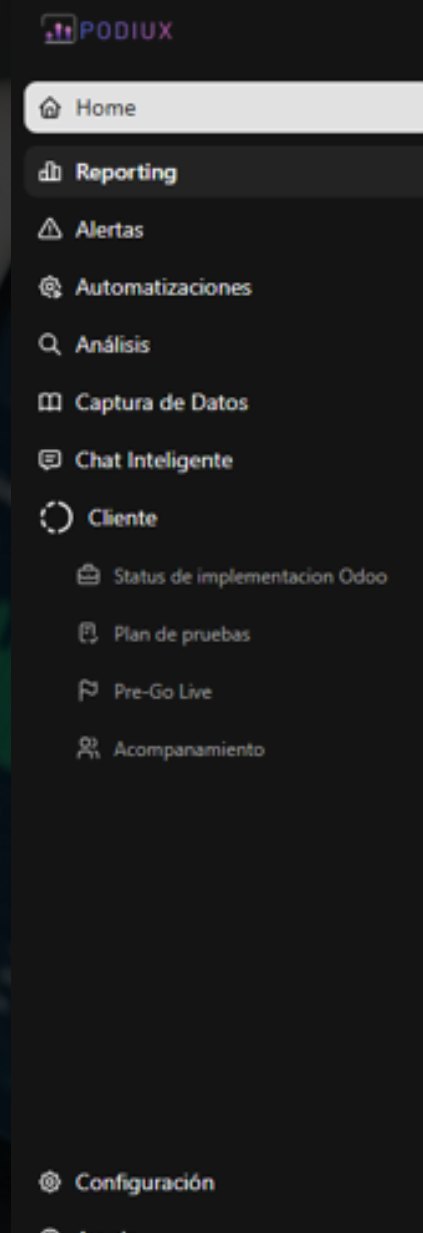 PODIUX
Home
Reporting
Alertas
Automatizaciones
Análisis
Captura de Datos
Chat Inteligente
Cliente
Status de implementacion Odoo
Plan de pruebas
Pre-Go Live
Acompanamiento
Configuración